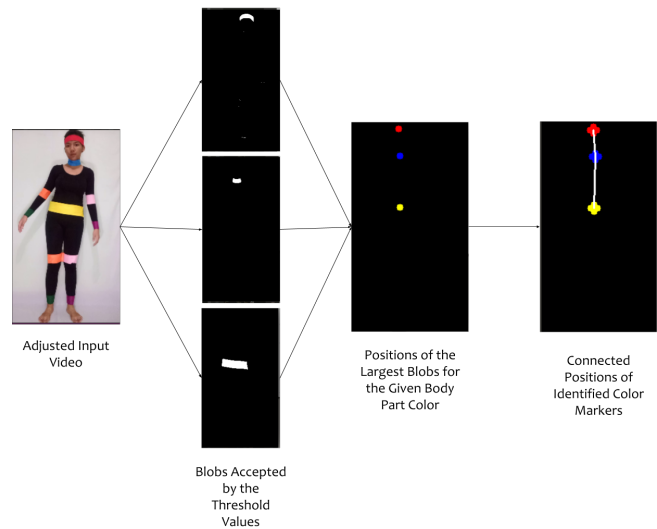 Adjusted Input
Video
Blobs Accepted
by the
Threshold
Values
Positions of the
Largest Blobs for
the Given Body
Part Color
Connected
Positions of
Identified Color
Markers